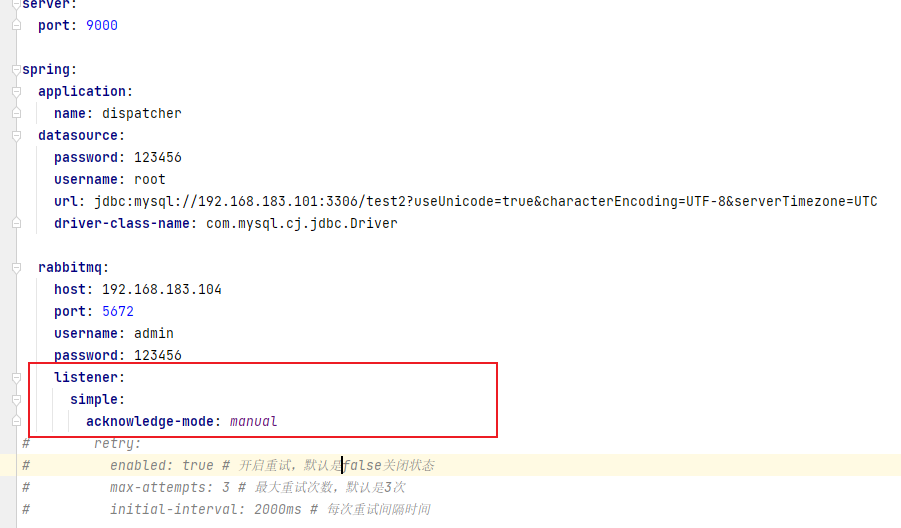 server:
  port: 9000
spring:
  application:
    name: dispatcher
  datasource:
    password: 123456
    username: root
    url: jdbc:mysql://192.168.183.101:3306/test2?useUnicode=true&characterEncoding=UTF-8&serverTimezone=UTC
    driver-class-name: com.mysql.cj.jdbc.Driver
  rabbitmq:
    host: 192.168.183.104
    port: 5672
    username: admin
    password: 123456
    listener:
      simple:
        acknowledge-mode: manual
#        retry:
#          enabled: true # 开启重试，默认是false关闭状态
#          max-attempts: 3 # 最大重试次数，默认是3次
#          initial-interval: 2000ms # 每次重试间隔时间